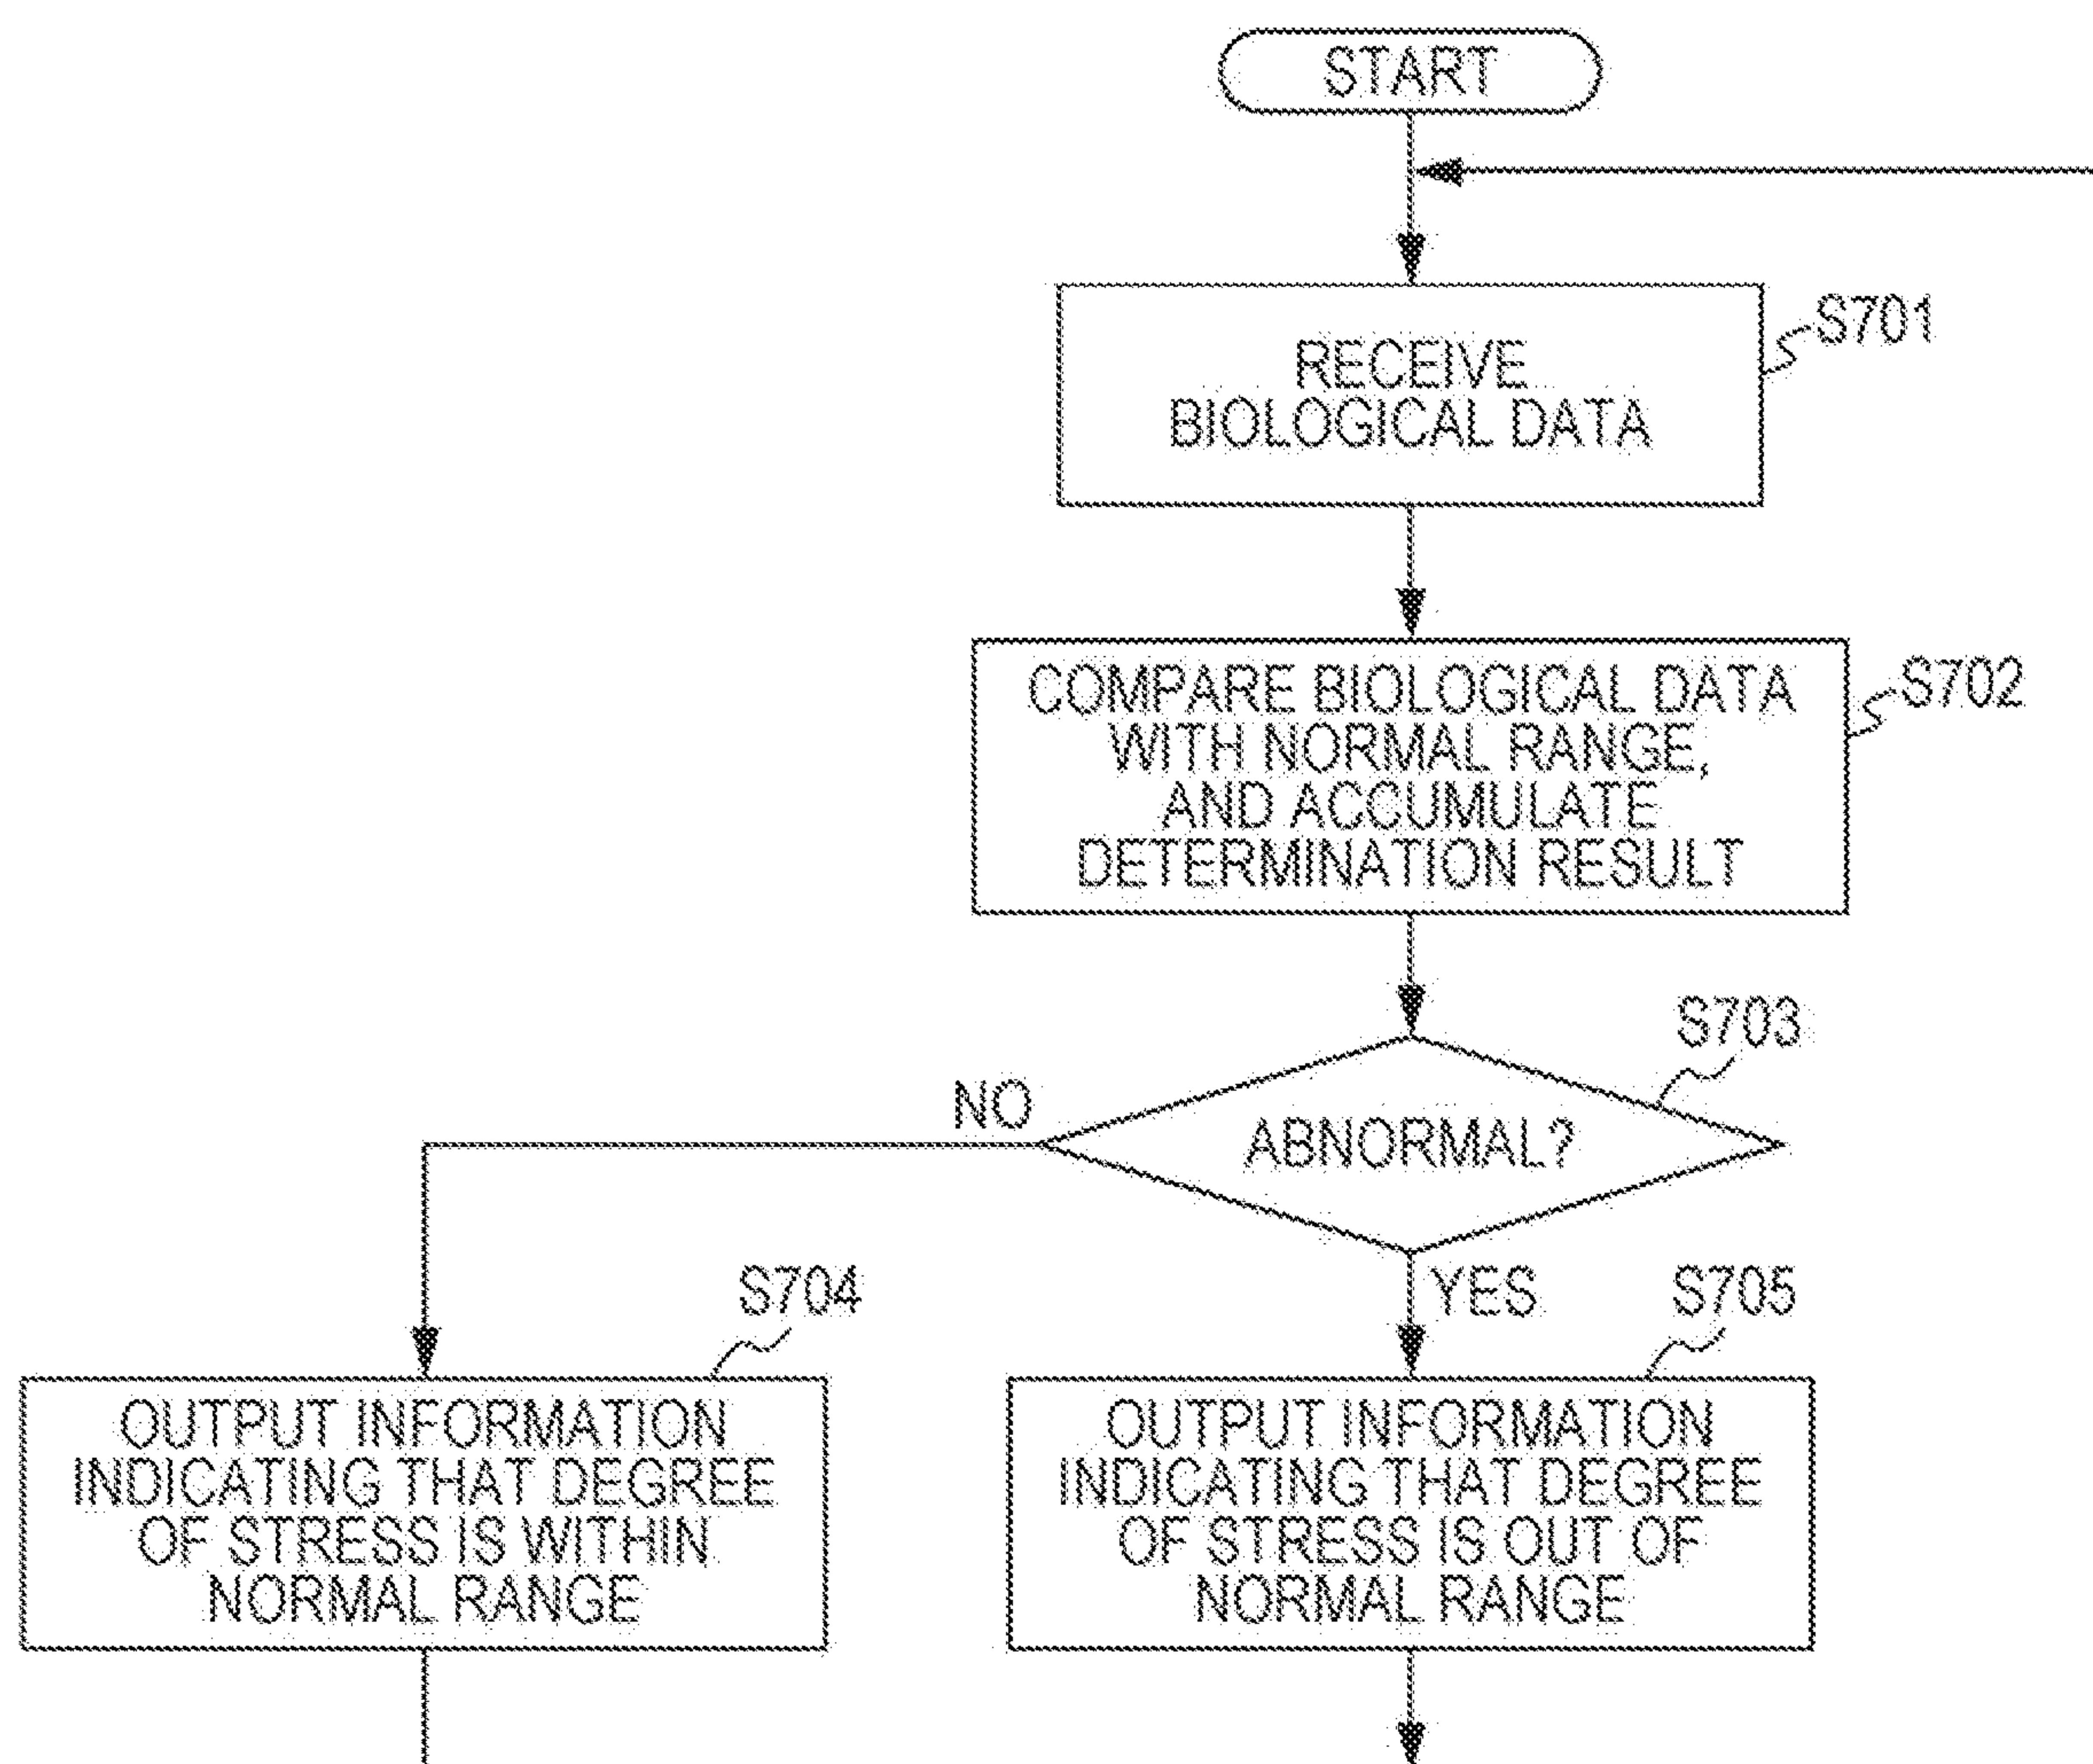 START
RECEIVE
BIOLOGICAL DATA
S701
COMPARE BIOLOGICAL DATA
WITH NORMAL RANGE,
AND ACCUMULATE
DETERMINATION RESULT
S702
ABNORMAL?
S703
NO
YES
S704
OUTPUT INFORMATION
INDICATING THAT DEGREE
OF STRESS IS WITHIN
NORMAL RANGE
S705
OUTPUT INFORMATION
INDICATING THAT DEGREE
OF STRESS IS OUT OF
NORMAL RANGE